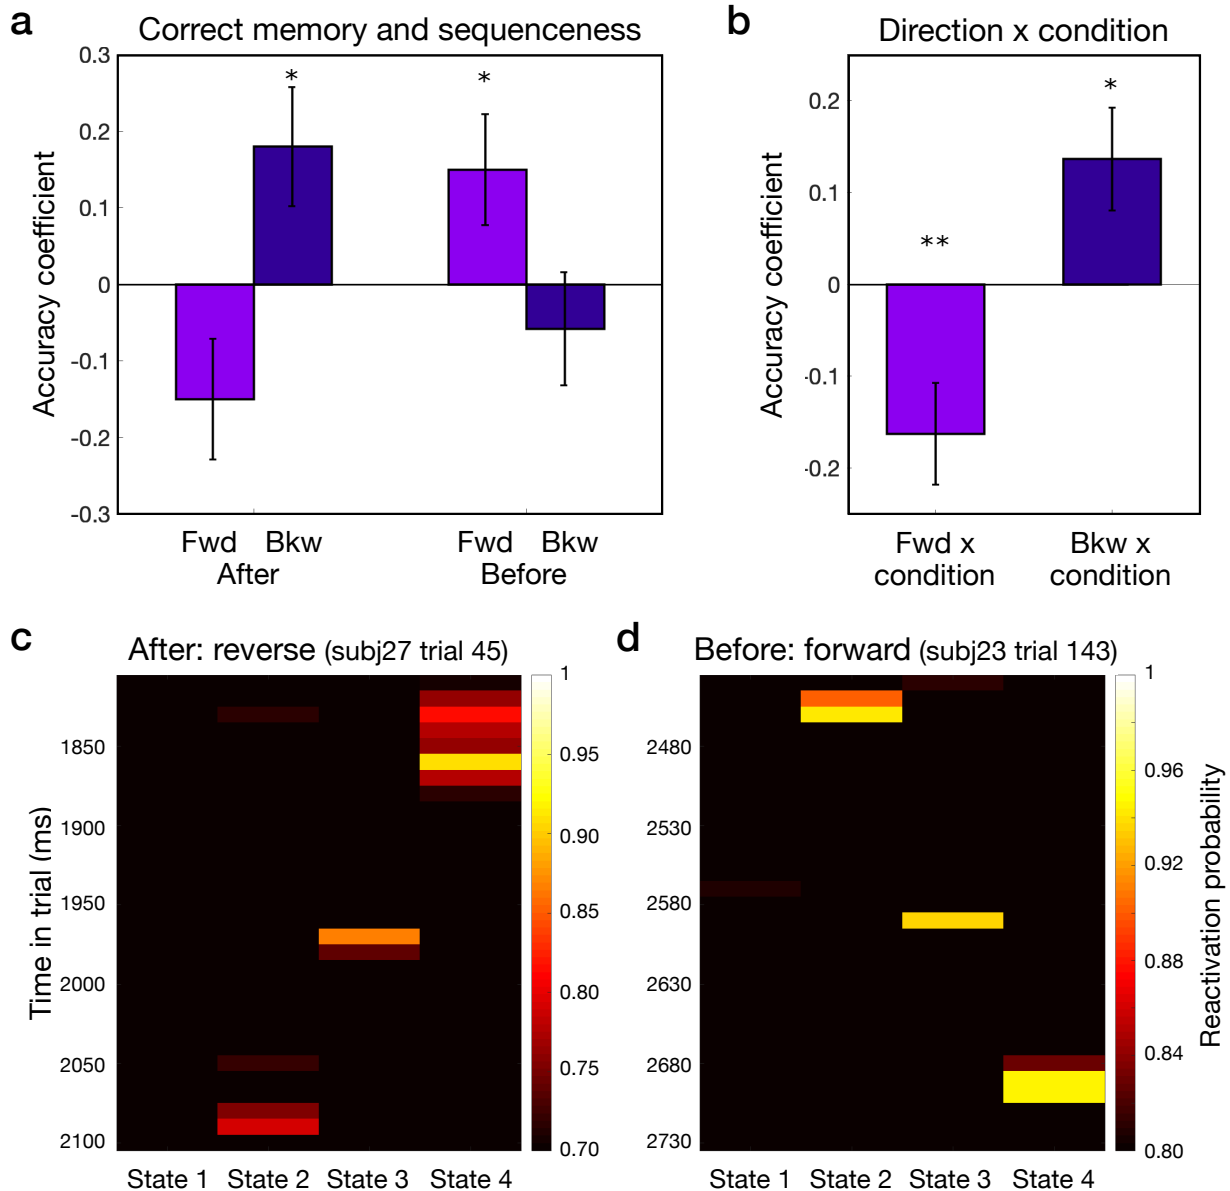 a
Correct memory and sequenceness
0.3
0.2
0.1
0
-0.1
-0.2
-0.3
Accuracy coefficient
*
*
Fwd Bkw
After
Fwd Bkw
Before
b
Direction x condition
0.2
0.1
0
-0.1
-0.2
Accuracy coefficient
**
*
Fwd x
condition
Bkw x
condition
c
After: reverse (subj27 trial 45)
Time in trial (ms)
1850
1900
1950
2000
2050
2100
State 1 State 2 State 3 State 4
1
0.95
0.90
0.85
0.80
0.75
0.70
d
Before: forward (subj23 trial 143)
2480
2530
2580
2630
2680
2730
State 1 State 2 State 3 State 4
1
0.96
0.92
0.88
0.84
0.80
Reactivation probability